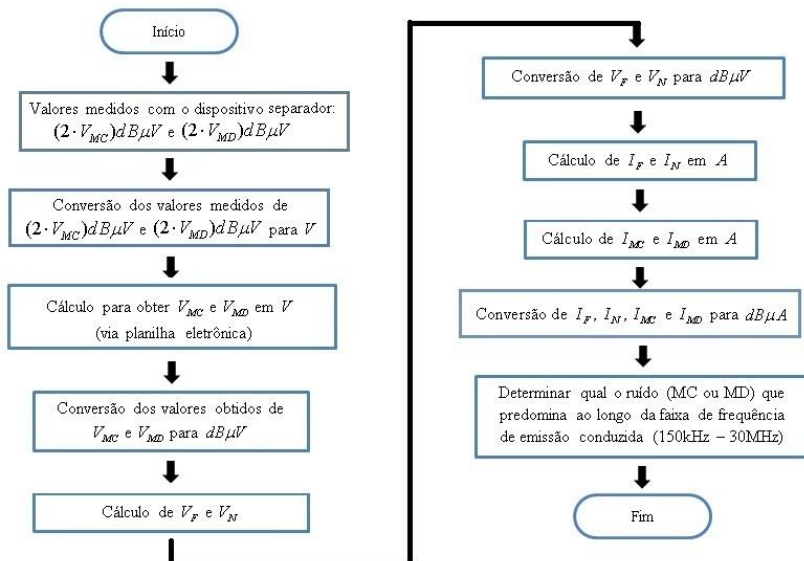 Início
Valores medidos com o dispositivo separador:
(2·V_MC)dBμV e (2·V_MD)dBμV
Conversão dos valores medidos de
(2·V_MC)dBμV e (2·V_MD)dBμV para V
Cálculo para obter V_MC e V_MD em V
(via planilha eletrônica)
Conversão dos valores obtidos de
V_MC e V_MD para dBμV
Cálculo de V_F e V_N
Conversão de V_F e V_N para dBμV
Cálculo de I_F e I_N em A
Cálculo de I_MC e I_MD em A
Conversão de I_F, I_N, I_MC e I_MD para dBμA
Determinar qual o ruído (MC ou MD) que
predomina ao longo da faixa de frequência
de emissão conduzida (150kHz – 30MHz)
Fim